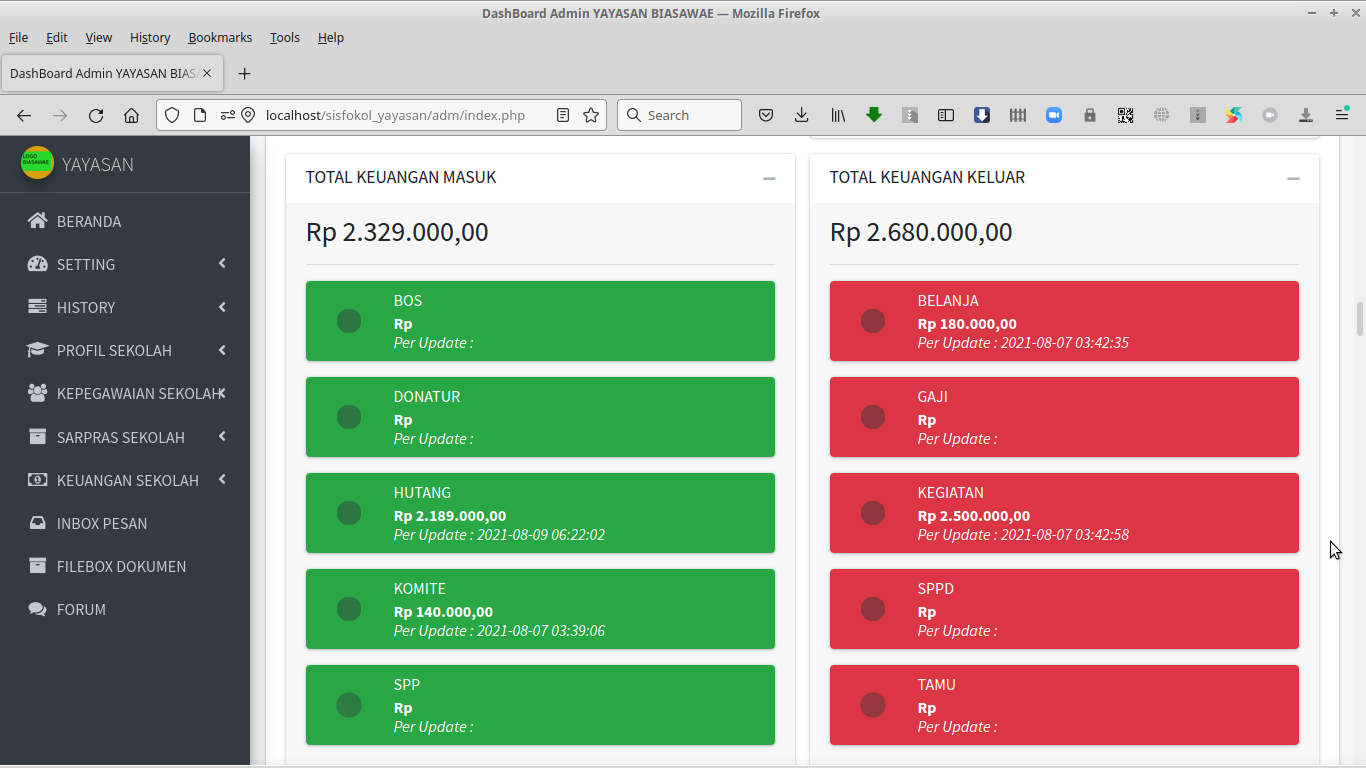 DashBoard Admin YAYASAN BIASAWAE — Mozilla Firefox
File Edit View History Bookmarks Tools Help
DashBoard Admin YAYASAN BIAS
localhost/sisfokol_yayasan/adm/index.php
Search
LOGO
BIASAWAE
YAYASAN
BERANDA
SETTING
HISTORY
PROFIL SEKOLAH
KEPEGAWAIAN SEKOLAH
SARPRAS SEKOLAH
KEUANGAN SEKOLAH
INBOX PESAN
FILEBOX DOKUMEN
FORUM
TOTAL KEUANGAN MASUK
Rp 2.329.000,00
BOS
Rp
Per Update :
DONATUR
Rp
Per Update :
HUTANG
Rp 2.189.000,00
Per Update : 2021-08-09 06:22:02
KOMITE
Rp 140.000,00
Per Update : 2021-08-07 03:39:06
SPP
Rp
Per Update :
TOTAL KEUANGAN KELUAR
Rp 2.680.000,00
BELANJA
Rp 180.000,00
Per Update : 2021-08-07 03:42:35
GAJI
Rp
Per Update :
KEGIATAN
Rp 2.500.000,00
Per Update : 2021-08-07 03:42:58
SPPD
Rp
Per Update :
TAMU
Rp
Per Update :